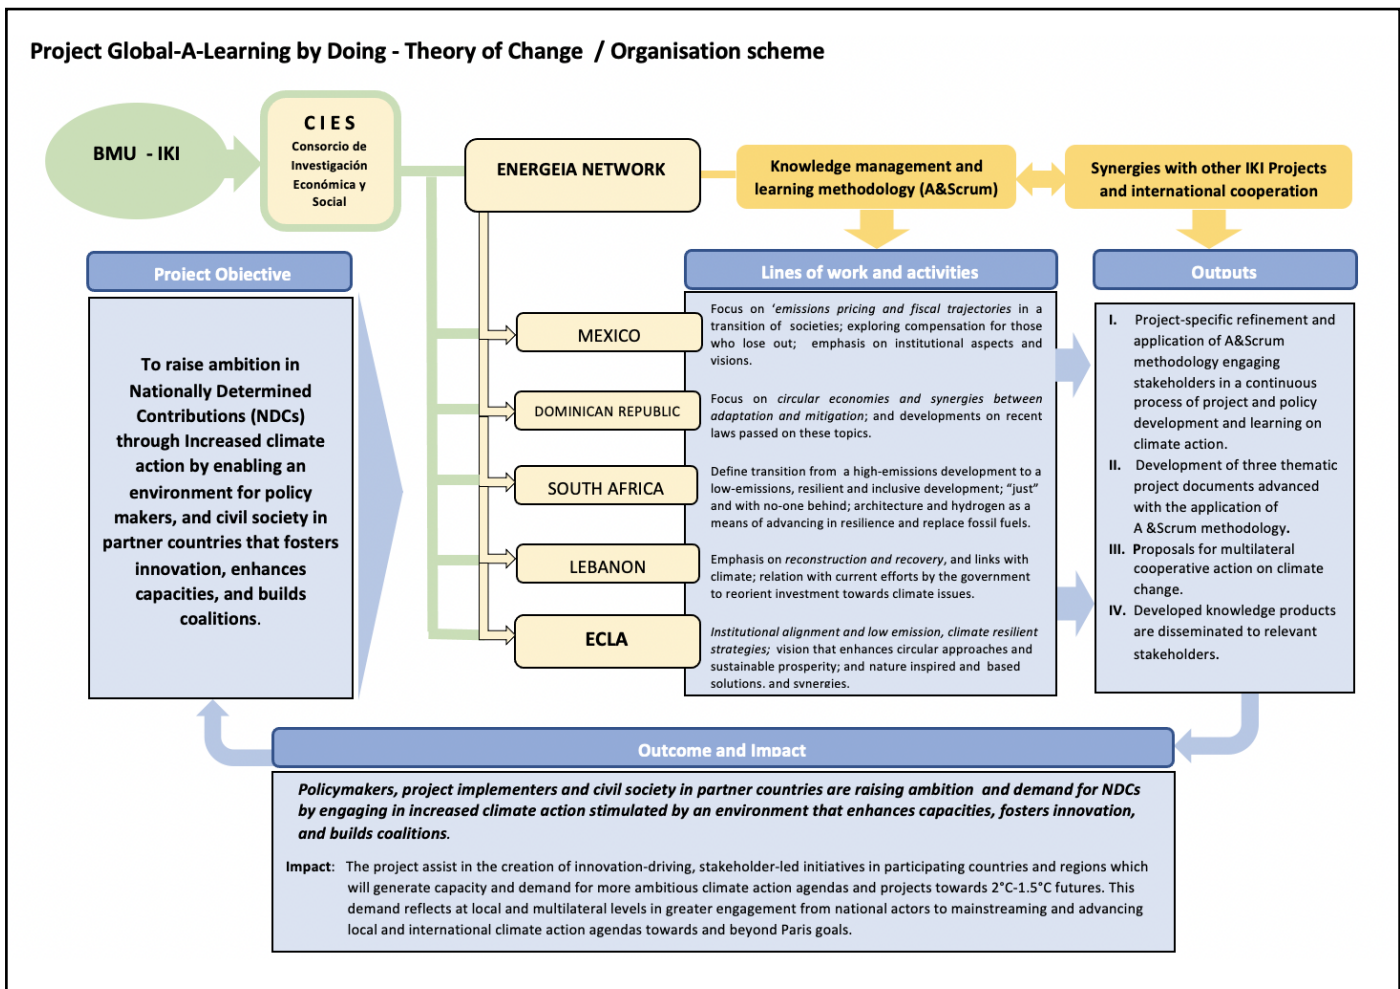 Project Global-A-Learning by Doing - Theory of Change / Organisation scheme
BMU - IKI
C I E S
Consorcio de
Investigación
Económica y
Social
ENERGEIA NETWORK
Knowledge management and
learning methodology (A&Scrum)
Synergies with other IKI Projects
and international cooperation
Project Objective
To raise ambition in
Nationally Determined
Contributions (NDCs)
through Increased climate
action by enabling an
environment for policy
makers, and civil society in
partner countries that fosters
innovation, enhances
capacities, and builds
coalitions.
MEXICO
DOMINICAN REPUBLIC
SOUTH AFRICA
LEBANON
ECLA
Lines of work and activities
Focus on ‘emissions pricing and fiscal trajectories in a
transition of societies; exploring compensation for those
who lose out; emphasis on institutional aspects and
visions.
Focus on circular economies and synergies between
adaptation and mitigation; and developments on recent
laws passed on these topics.
Define transition from a high-emissions development to a
low-emissions, resilient and inclusive development; “just”
and with no-one behind; architecture and hydrogen as a
means of advancing in resilience and replace fossil fuels.
Emphasis on reconstruction and recovery, and links with
climate; relation with current efforts by the government
to reorient investment towards climate issues.
Institutional alignment and low emission, climate resilient
strategies; vision that enhances circular approaches and
sustainable prosperity; and nature inspired and based
solutions, and synergies.
Outputs
I. Project-specific refinement and
application of A&Scrum
methodology engaging
stakeholders in a continuous
process of project and policy
development and learning on
climate action.
II. Development of three thematic
project documents advanced
with the application of
A &Scrum methodology.
III. Proposals for multilateral
cooperative action on climate
change.
IV. Developed knowledge products
are disseminated to relevant
stakeholders.
Outcome and Impact
Policymakers, project implementers and civil society in partner countries are raising ambition and demand for NDCs
by engaging in increased climate action stimulated by an environment that enhances capacities, fosters innovation,
and builds coalitions.
Impact: The project assist in the creation of innovation-driving, stakeholder-led initiatives in participating countries and regions which
will generate capacity and demand for more ambitious climate action agendas and projects towards 2°C-1.5°C futures. This
demand reflects at local and multilateral levels in greater engagement from national actors to mainstreaming and advancing
local and international climate action agendas towards and beyond Paris goals.